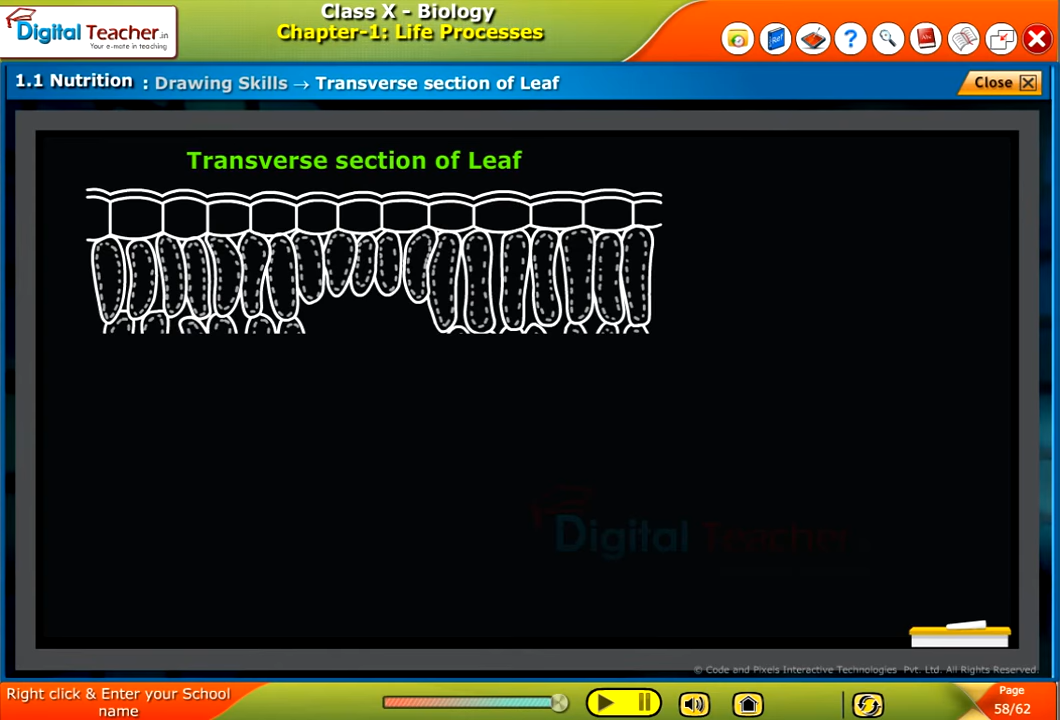 Class X - Biology
Chapter-1: Life Processes
Digital Teacher.in
Your e-mate in teaching
Ref
?
Abc
1.1 Nutrition : Drawing Skills → Transverse section of Leaf
Close
Transverse section of Leaf
Digital Teacher
© Code and Pixels Interactive Technologies Pvt. Ltd. All Rights Reserved
Right click & Enter your School
name
Page
58/62